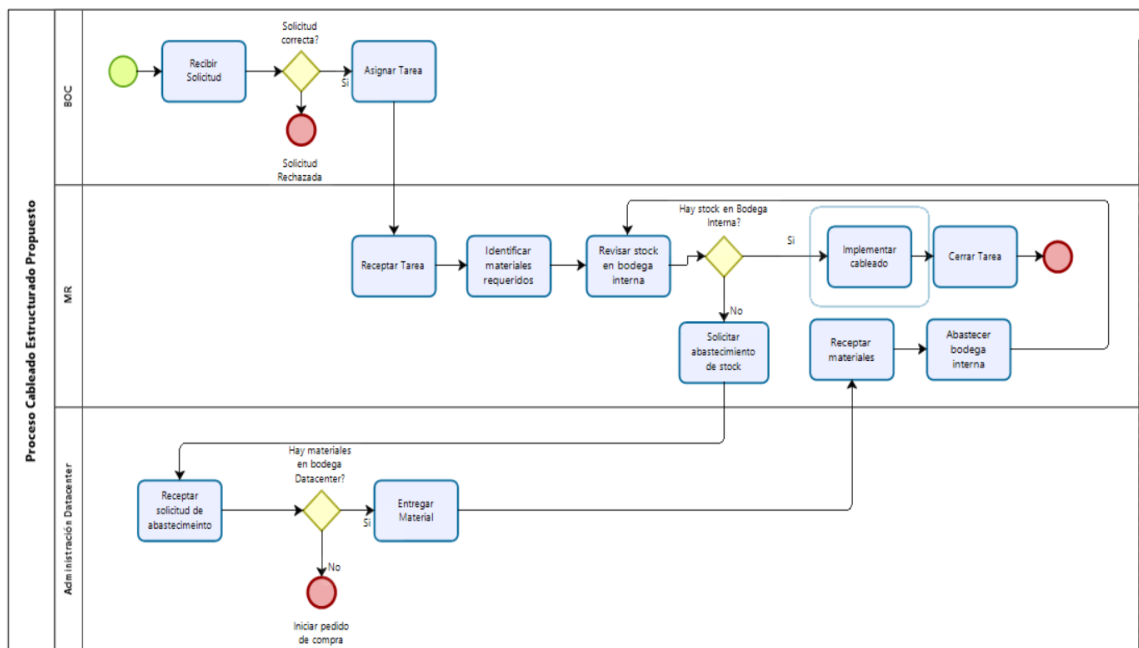 Proceso Cableado Estructurado Propuesto
BOC
Recibir
Solicitud
Solicitud
correcta?
Si
Asignar Tarea
Solicitud
Rechazada
MR
Receptar Tarea
Identificar
materiales
requeridos
Revisar stock
en bodega
interna
Hay stock en Bodega
Interna?
Si
Implementar
cableado
Cerrar Tarea
No
Solicitar
abastecimiento
de stock
Receptar
materiales
Abastecer
bodega
interna
Administración Datacenter
Receptar
solicitud de
abastecimeinto
Hay materiales
en bodega
Datacenter?
Si
Entregar
Material
No
Iniciar pedido
de compra